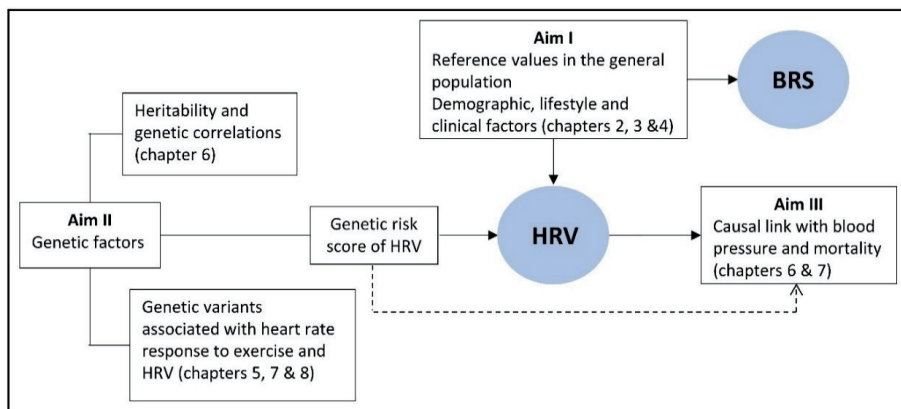 Aim I
Reference values in the general
population
Demographic, lifestyle and
clinical factors (chapters 2, 3 &4)
BRS
Heritability and
genetic correlations
(chapter 6)
Aim II
Genetic factors
Genetic risk
score of HRV
HRV
Aim III
Causal link with blood
pressure and mortality
(chapters 6 & 7)
Genetic variants
associated with heart rate
response to exercise and
HRV (chapters 5, 7 & 8)